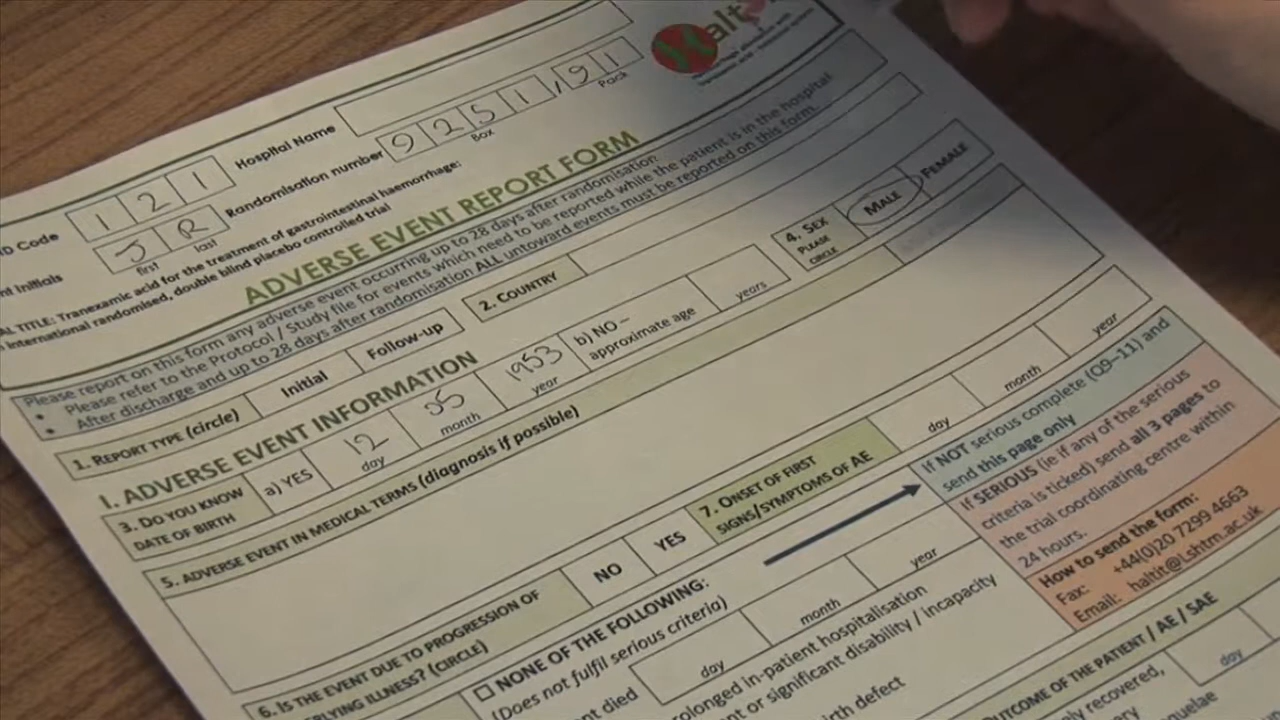 Halt
ID Code 1 2 1 Hospital Name
Initials J R Randomisation number 9 2 5 1 / 9 1
first last Box Pack
TITLE: Tranexamic acid for the treatment of gastrointestinal haemorrhage:
international randomised, double blind placebo controlled trial
ADVERSE EVENT REPORT FORM
Please report on this form any adverse event occurring up to 28 days after randomisation:
• Please refer to the Protocol / Study file for events which need to be reported while the patient is in the hospital
• After discharge and up to 28 days after randomisation ALL untoward events must be reported on this form.
1. REPORT TYPE (circle) Initial Follow-up 2. COUNTRY
1. ADVERSE EVENT INFORMATION
3. DO YOU KNOW DATE OF BIRTH a) YES 12 05 1953 b) NO – approximate age years
day month year
4. SEX PLEASE CIRCLE MALE FEMALE
5. ADVERSE EVENT IN MEDICAL TERMS (diagnosis if possible)
6. IS THE EVENT DUE TO PROGRESSION OF
ILLNESS? (CIRCLE) NO YES
7. ONSET OF FIRST
SIGNS/SYMPTOMS OF AE day month year
NONE OF THE FOLLOWING:
(Does not fulfil serious criteria)
If NOT serious complete (Q9–11) and
send this page only
If SERIOUS (ie if any of the serious
criteria is ticked) send all 3 pages to
the trial coordinating centre within
24 hours.
How to send the form:
Fax: +44(0)20 7299 4663
Email: haltit@Lshtm.ac.uk
died day month year
in-patient hospitalisation
or significant disability / incapacity
birth defect
OUTCOME OF THE PATIENT / AE / SAE
recovered,
day